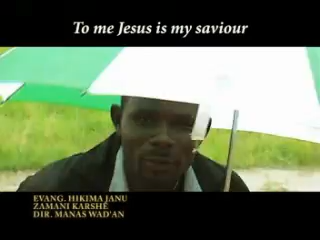 To me Jesus is my saviour
EVANG. HIKIMA JANU
ZAMANI KARSHE
DIR. MANAS WAD'AN